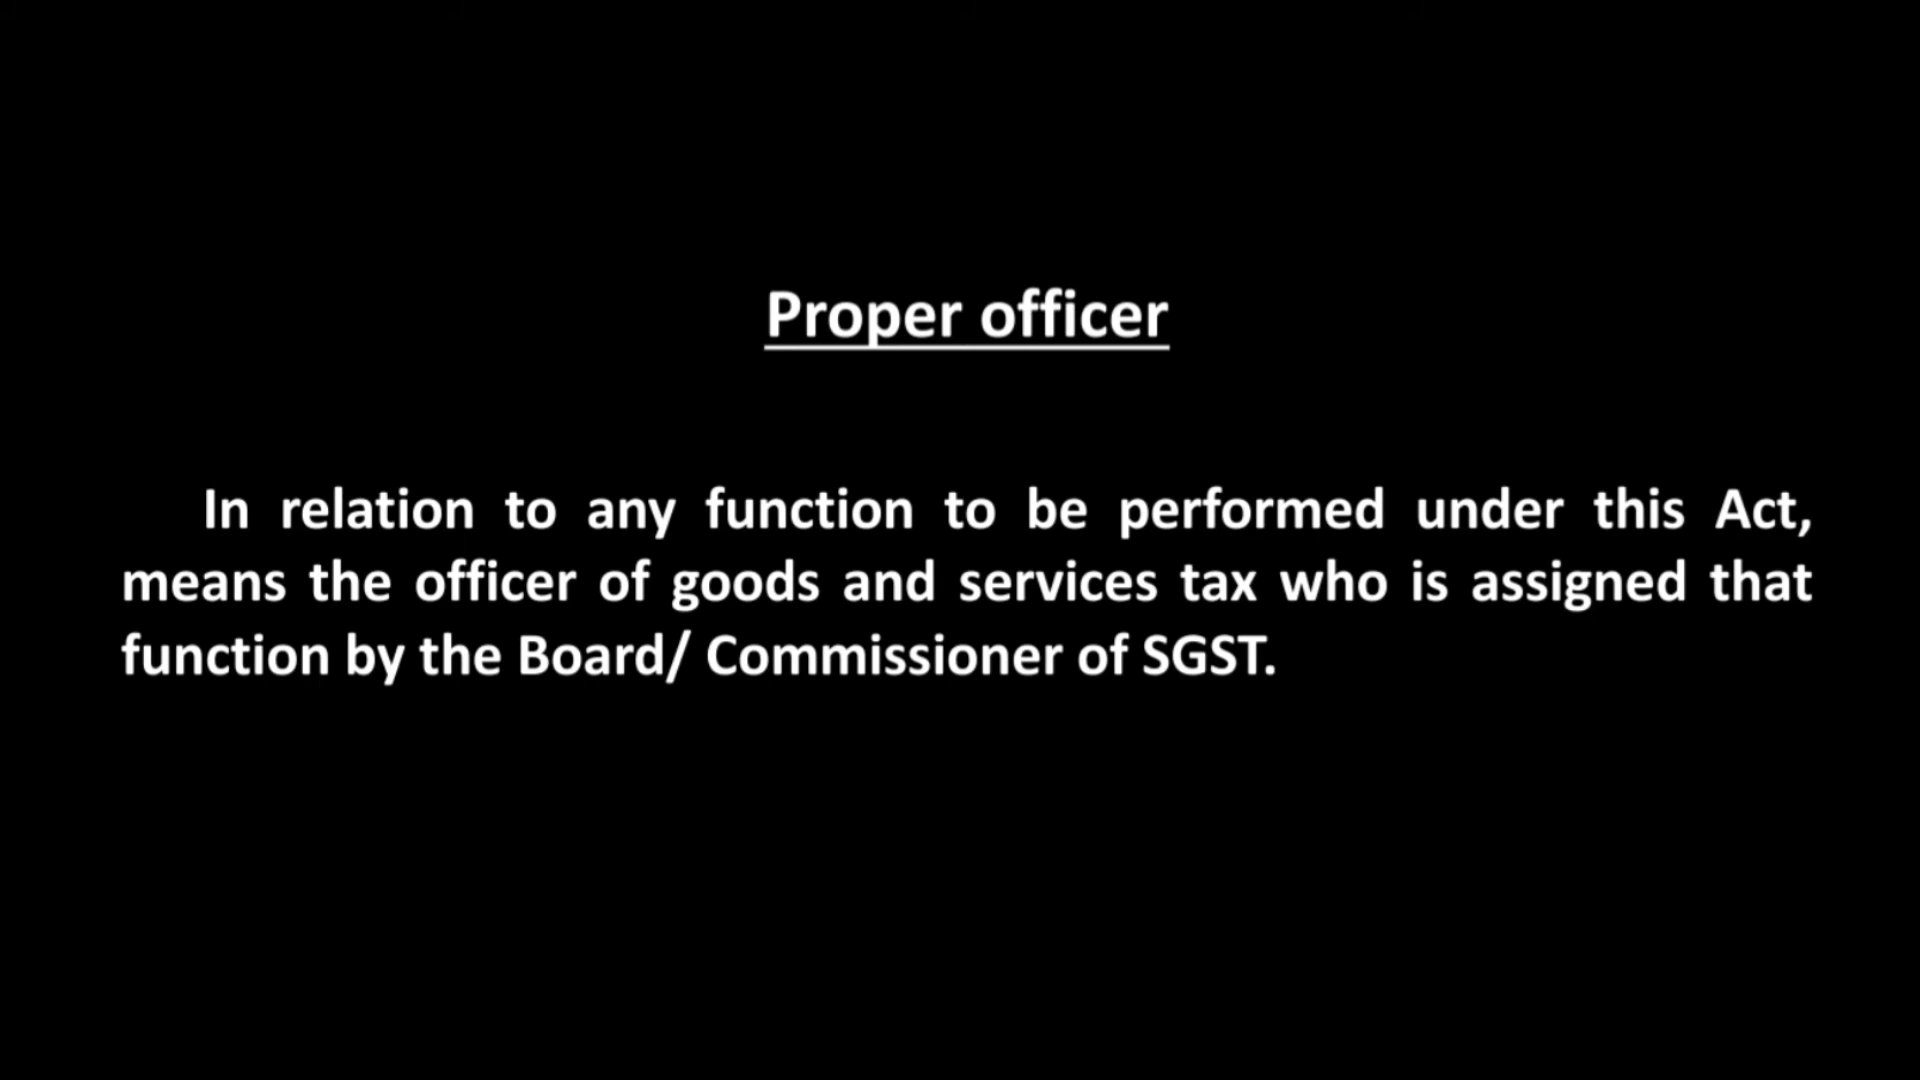 Proper officer
In relation to any function to be performed under this Act,
means the officer of goods and services tax who is assigned that
function by the Board/ Commissioner of SGST.